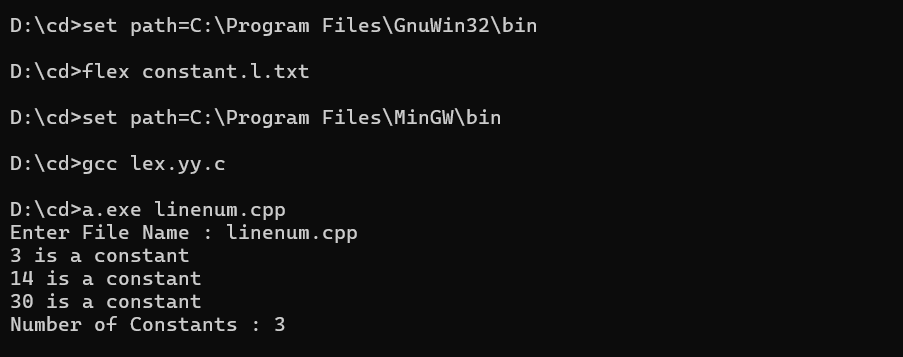 D:\cd>set path=C:\Program Files\GnuWin32\bin
D:\cd>flex constant.l.txt
D:\cd>set path=C:\Program Files\MinGW\bin
D:\cd>gcc lex.yy.c
D:\cd>a.exe linenum.cpp
Enter File Name : linenum.cpp
3 is a constant
14 is a constant
30 is a constant
Number of Constants : 3